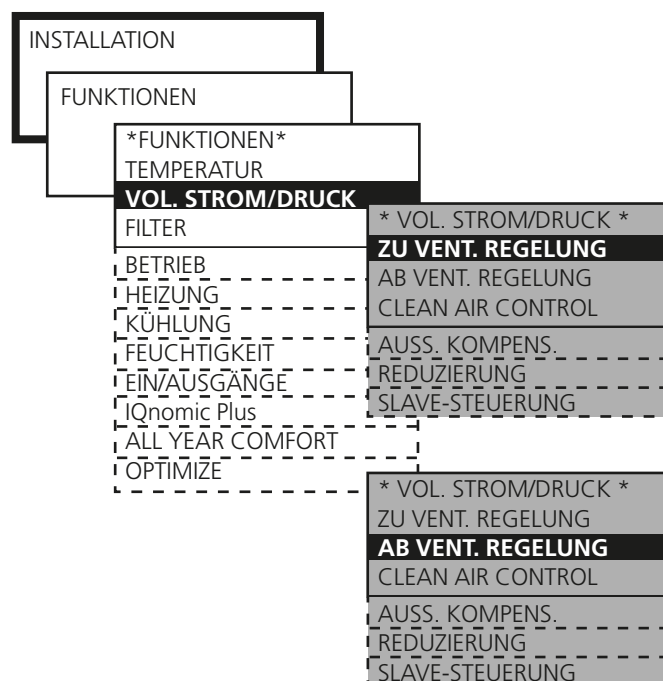 INSTALLATION
FUNKTIONEN
*FUNKTIONEN*
TEMPERATUR
VOL. STROM/DRUCK
FILTER
BETRIEB
HEIZUNG
KÜHLUNG
FEUCHTIGKEIT
EIN/AUSGÄNGE
IQnomic Plus
ALL YEAR COMFORT
OPTIMIZE
* VOL. STROM/DRUCK *
ZU VENT. REGELUNG
AB VENT. REGELUNG
CLEAN AIR CONTROL
AUSS. KOMPENS.
REDUZIERUNG
SLAVE-STEUERUNG
* VOL. STROM/DRUCK *
ZU VENT. REGELUNG
AB VENT. REGELUNG
CLEAN AIR CONTROL
AUSS. KOMPENS.
REDUZIERUNG
SLAVE-STEUERUNG